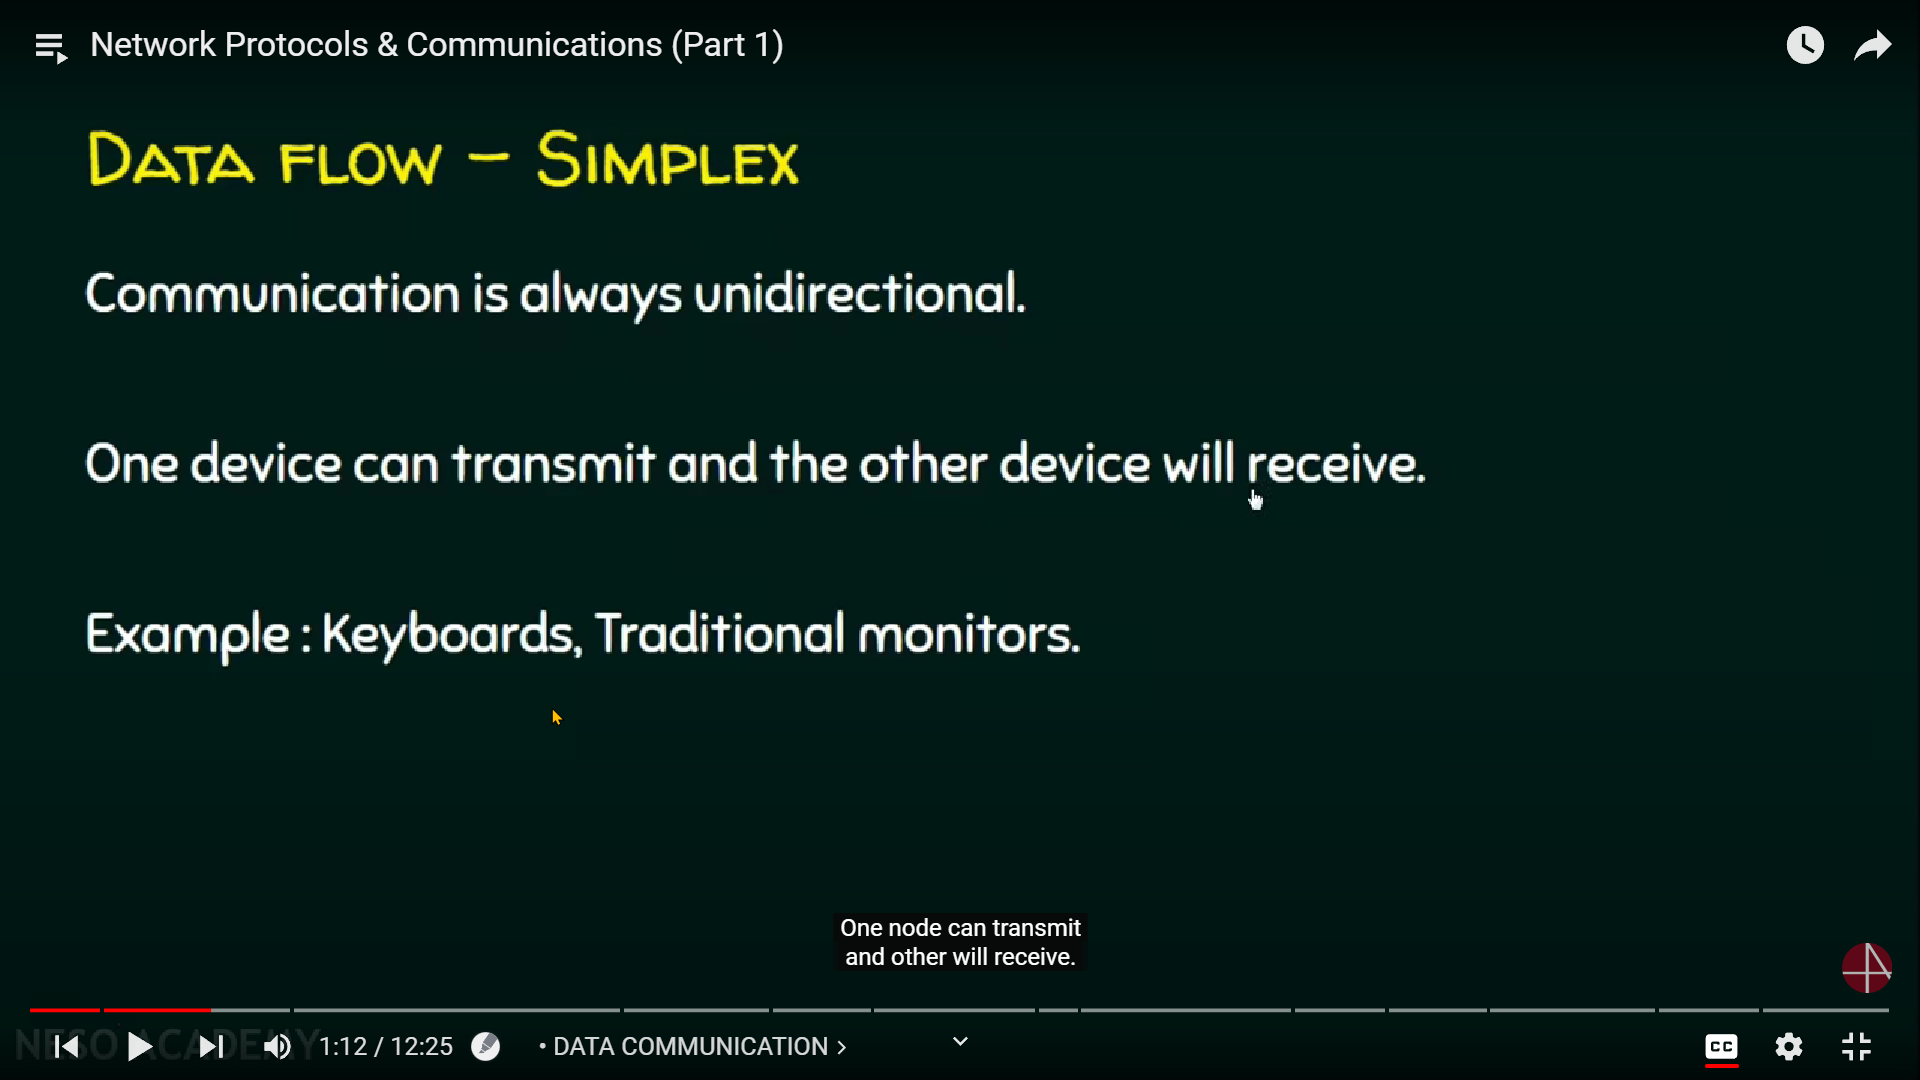 Network Protocols & Communications (Part 1)
DATA FLOW – SIMPLEX
Communication is always unidirectional.
One device can transmit and the other device will receive.
Example : Keyboards, Traditional monitors.
One node can transmit
and other will receive.
NESO ACADEMY
1:12 / 12:25
• DATA COMMUNICATION >
CC